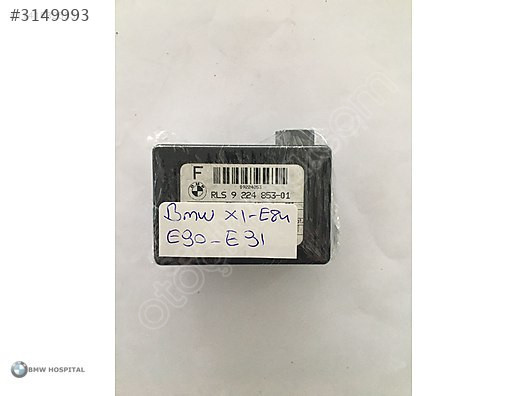 #3149993
F
RLS 9 224 853-01
Bmw X1-E84
E90-E91
BMW HOSPITAL